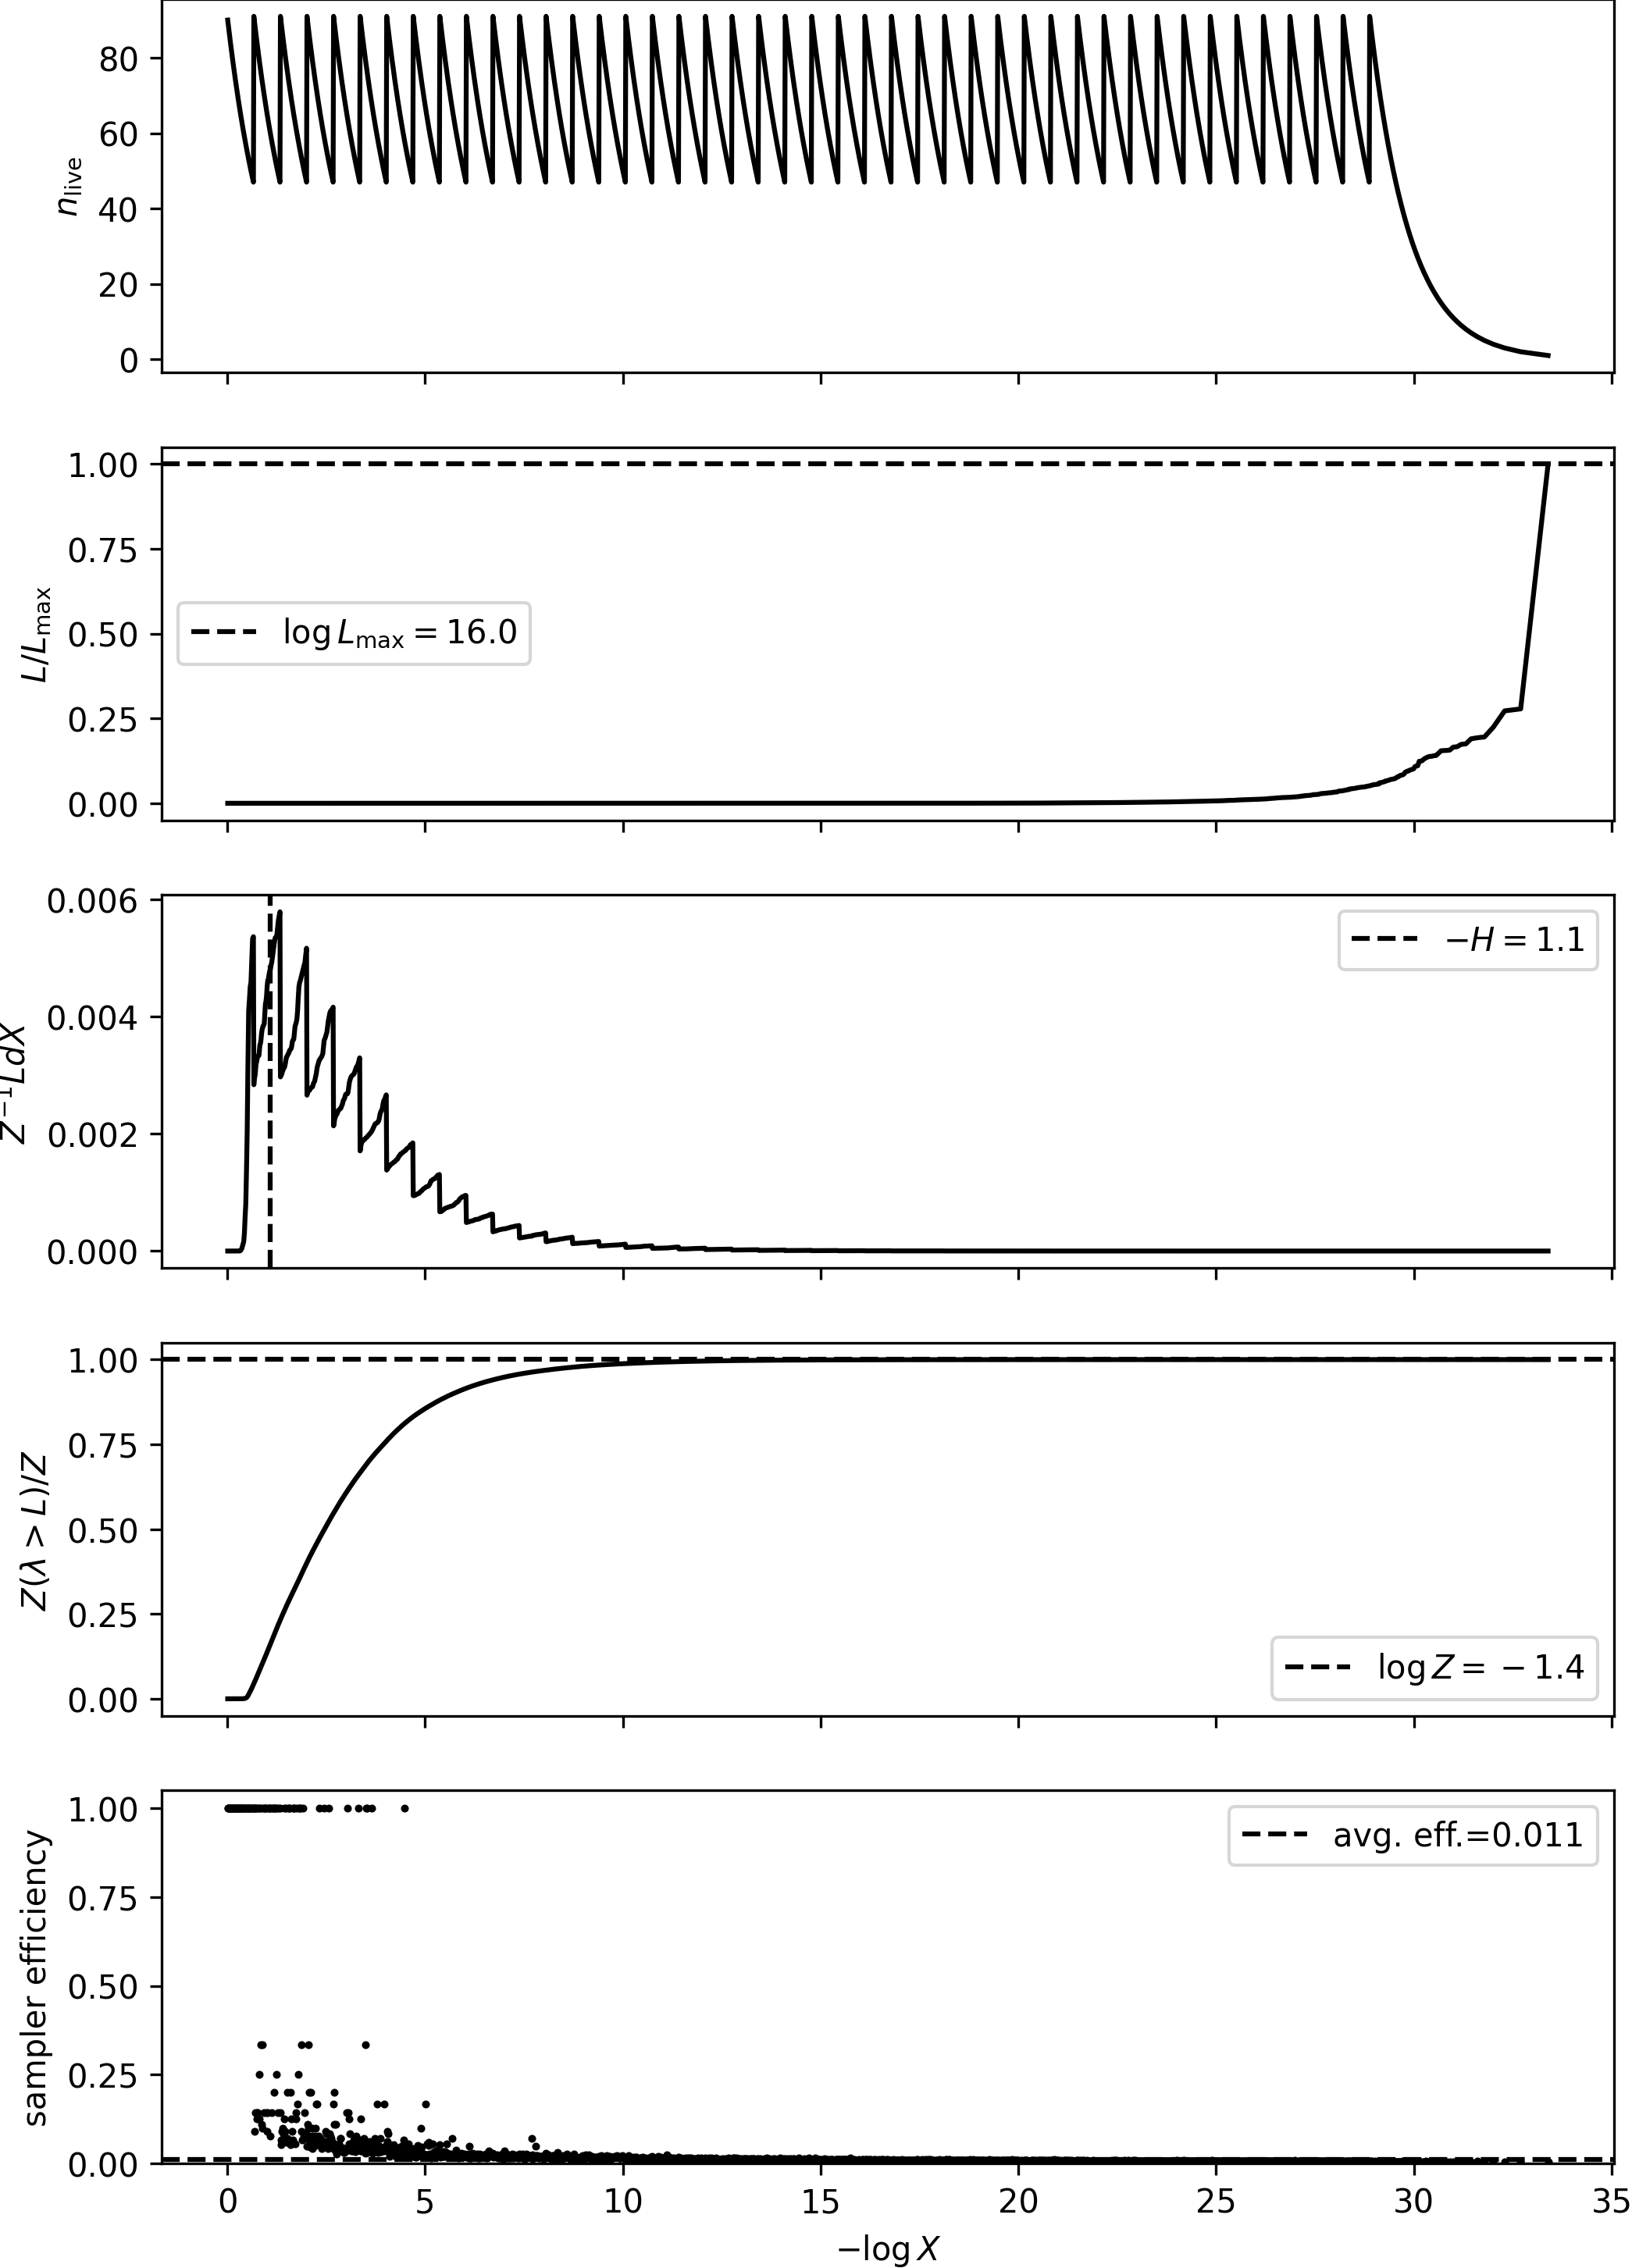 80
60
40
20
0
n_live
1.00
0.75
0.50
0.25
0.00
L/L_max
log L_max = 16.0
0.006
0.004
0.002
0.000
Z⁻¹LdX
−H = 1.1
1.00
0.75
0.50
0.25
0.00
Z(λ > L)/Z
log Z = −1.4
1.00
0.75
0.50
0.25
0.00
sampler efficiency
avg. eff.=0.011
0 5 10 15 20 25 30 35
−log X